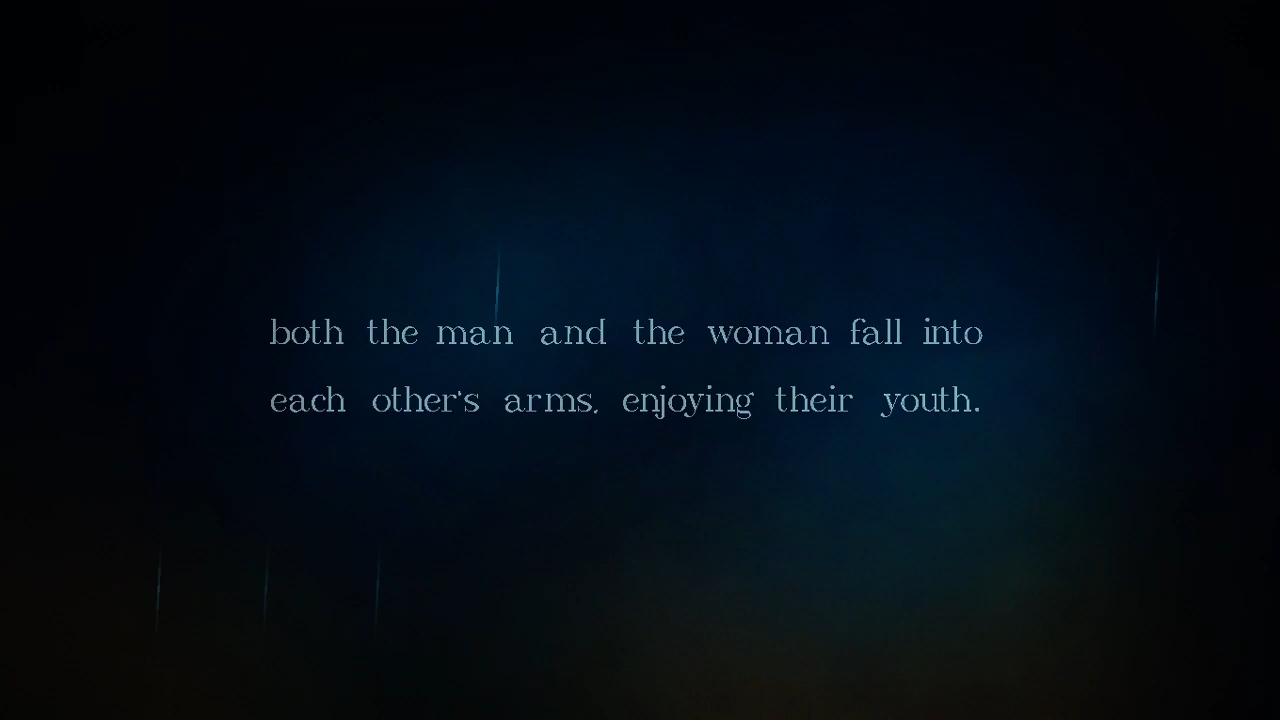 both the man and the woman fall into
each other's arms, enjoying their youth.